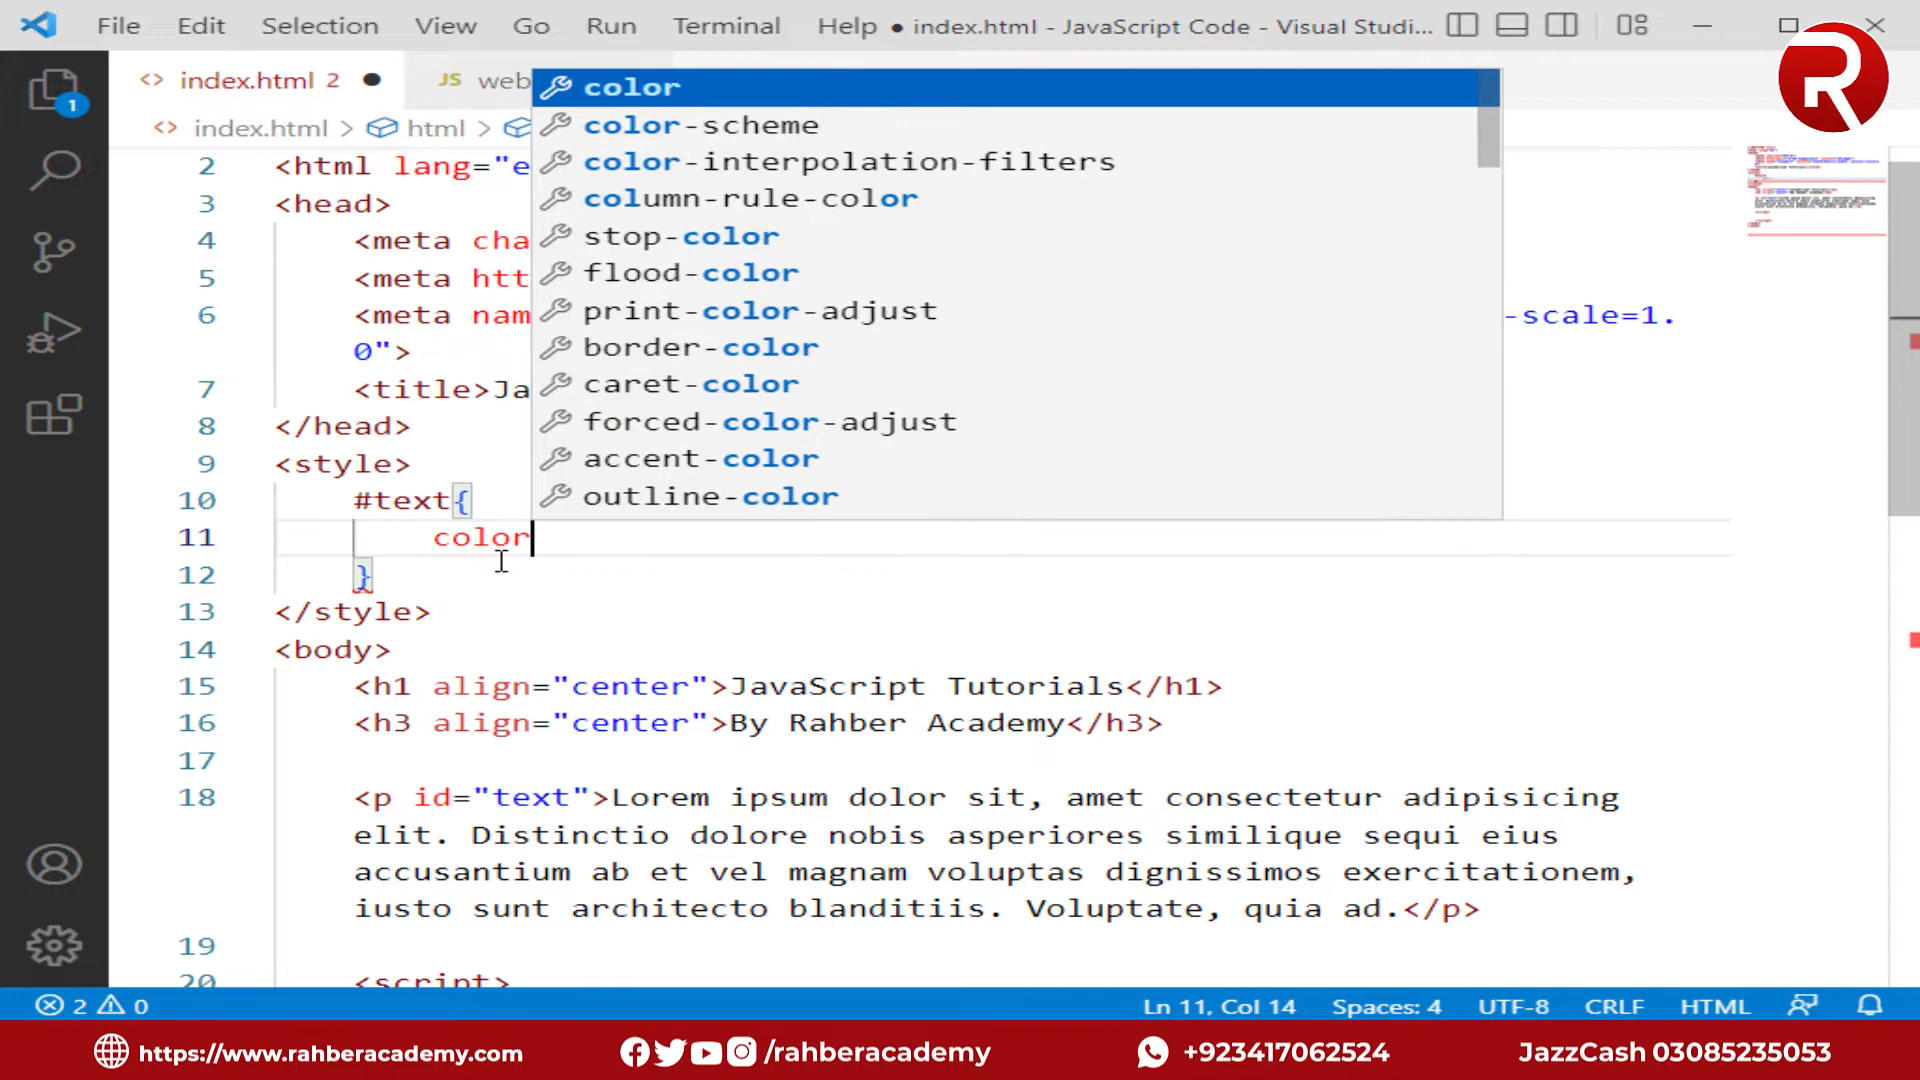 File Edit Selection View Go Run Terminal Help ● index.html - JavaScript Code - Visual Studi...
R
1
<> index.html 2 ● JS web
<> index.html > html >
color
color-scheme
color-interpolation-filters
column-rule-color
stop-color
flood-color
print-color-adjust
border-color
caret-color
forced-color-adjust
accent-color
outline-color
2 <html lang="e
3 <head>
4 <meta cha
5 <meta htt
6 <meta nam -scale=1.
0">
7 <title>Ja
8 </head>
9 <style>
10 #text{
11 color
12 }
13 </style>
14 <body>
15 <h1 align="center">JavaScript Tutorials</h1>
16 <h3 align="center">By Rahber Academy</h3>
17
18 <p id="text">Lorem ipsum dolor sit, amet consectetur adipisicing
elit. Distinctio dolore nobis asperiores similique sequi eius
accusantium ab et vel magnam voluptas dignissimos exercitationem,
iusto sunt architecto blanditiis. Voluptate, quia ad.</p>
19
20 <script>
2 0 Ln 11, Col 14 Spaces: 4 UTF-8 CRLF HTML
https://www.rahberacademy.com /rahberacademy +923417062524 JazzCash 03085235053